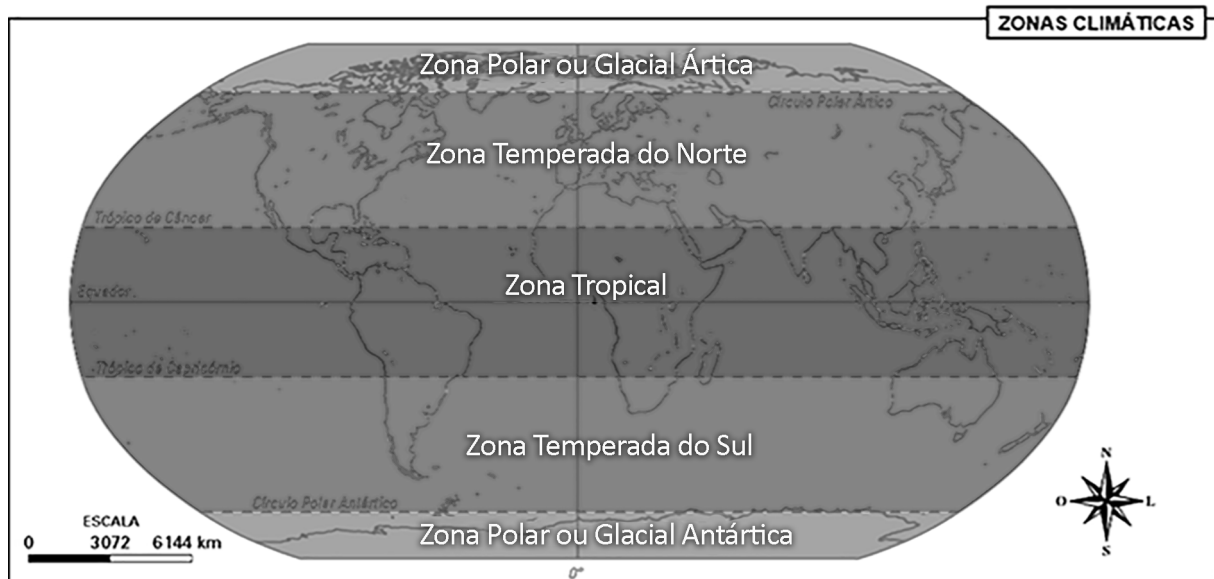 ZONAS CLIMÁTICAS
Zona Polar ou Glacial Ártica
Círculo Polar Ártico
Zona Temperada do Norte
Trópico de Câncer
Zona Tropical
Ecuador
Trópico de Capricórnio
Zona Temperada do Sul
Círculo Polar Antártico
Zona Polar ou Glacial Antártica
N
O L
S
ESCALA
0 3072 6144 km
0°